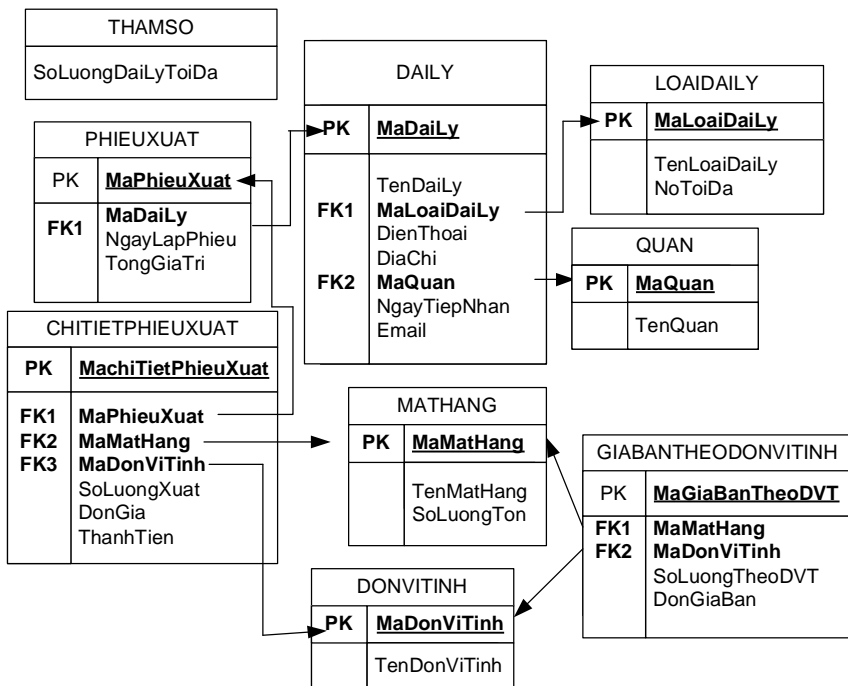 THAMSO
SoLuongDaiLyToiDa
PHIEUXUAT
PK MaPhieuXuat
FK1 MaDaiLy
NgayLapPhieu
TongGiaTri
DAILY
PK MaDaiLy
TenDaiLy
FK1 MaLoaiDaiLy
DienThoai
DiaChi
FK2 MaQuan
NgayTiepNhan
Email
LOAIDAILY
PK MaLoaiDaiLy
TenLoaiDaiLy
NoToiDa
QUAN
PK MaQuan
TenQuan
CHITIETPHIEUXUAT
PK MachiTietPhieuXuat
FK1 MaPhieuXuat
FK2 MaMatHang
FK3 MaDonViTinh
SoLuongXuat
DonGia
ThanhTien
MATHANG
PK MaMatHang
TenMatHang
SoLuongTon
GIABANTHEODONVITINH
PK MaGiaBanTheoDVT
FK1 MaMatHang
FK2 MaDonViTinh
SoLuongTheoDVT
DonGiaBan
DONVITINH
PK MaDonViTinh
TenDonViTinh